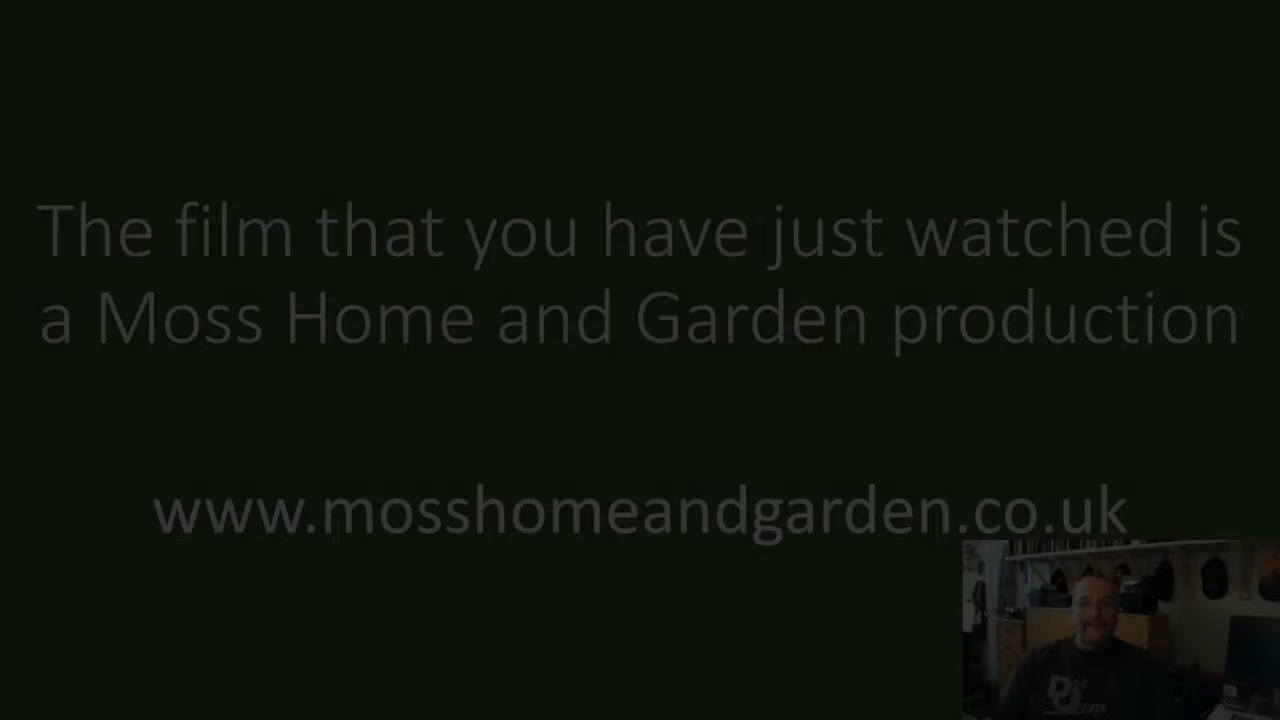 The film that you have just watched is
a Moss Home and Garden production
www.mosshomeandgarden.co.uk